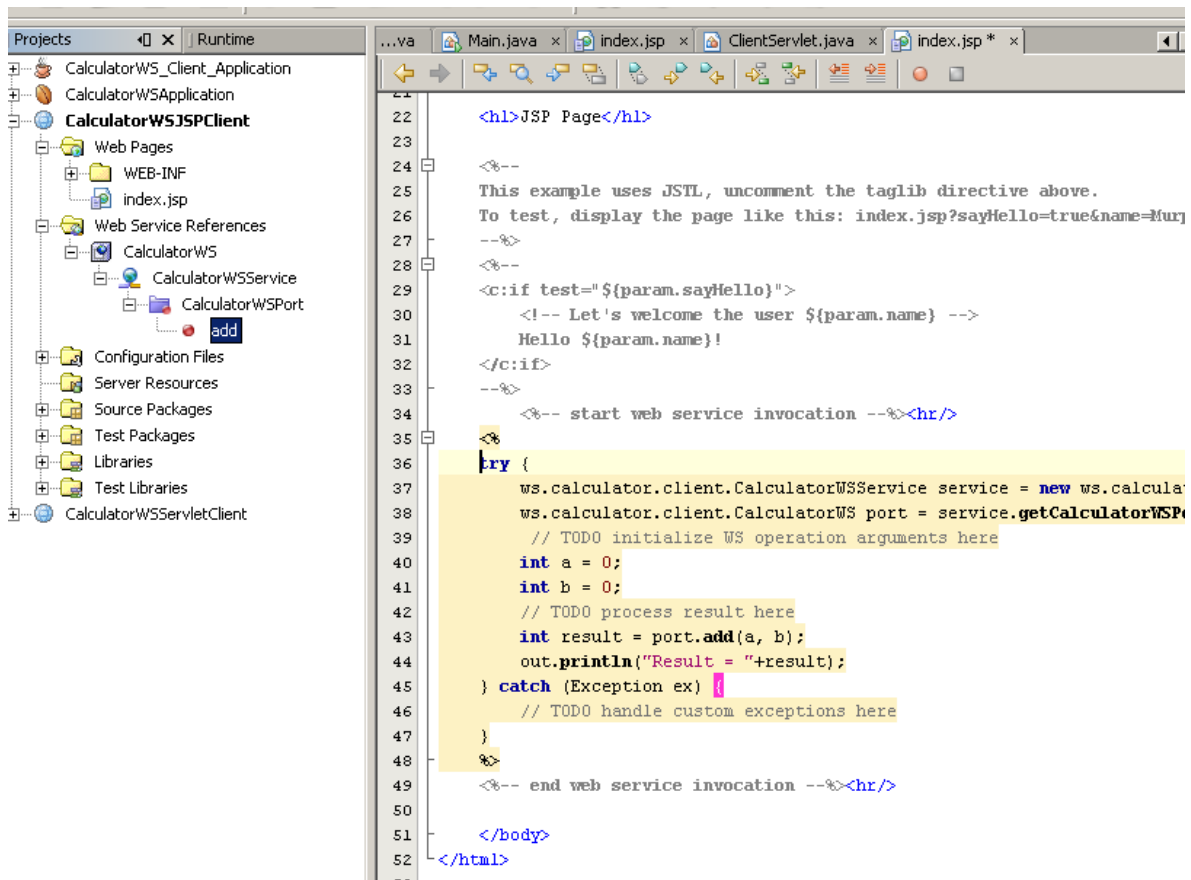 Projects
Runtime
CalculatorWS_Client_Application
CalculatorWSApplication
CalculatorWSJSPClient
Web Pages
WEB-INF
index.jsp
Web Service References
CalculatorWS
CalculatorWSService
CalculatorWSPort
add
Configuration Files
Server Resources
Source Packages
Test Packages
Libraries
Test Libraries
CalculatorWSServletClient
...va Main.java x index.jsp x ClientServlet.java x index.jsp * x
21
22 <h1>JSP Page</h1>
23
24 <%--
25 This example uses JSTL, uncomment the taglib directive above.
26 To test, display the page like this: index.jsp?sayHello=true&name=Murp
27 --%>
28 <%--
29 <c:if test="${param.sayHello}">
30 <!-- Let's welcome the user ${param.name} -->
31 Hello ${param.name}!
32 </c:if>
33 --%>
34 <%-- start web service invocation --%><hr/>
35 <%
36 try {
37 ws.calculator.client.CalculatorWSService service = new ws.calculat
38 ws.calculator.client.CalculatorWS port = service.getCalculatorWSPo
39 // TODO initialize WS operation arguments here
40 int a = 0;
41 int b = 0;
42 // TODO process result here
43 int result = port.add(a, b);
44 out.println("Result = "+result);
45 } catch (Exception ex) {
46 // TODO handle custom exceptions here
47 }
48 %>
49 <%-- end web service invocation --%><hr/>
50
51 </body>
52 </html>